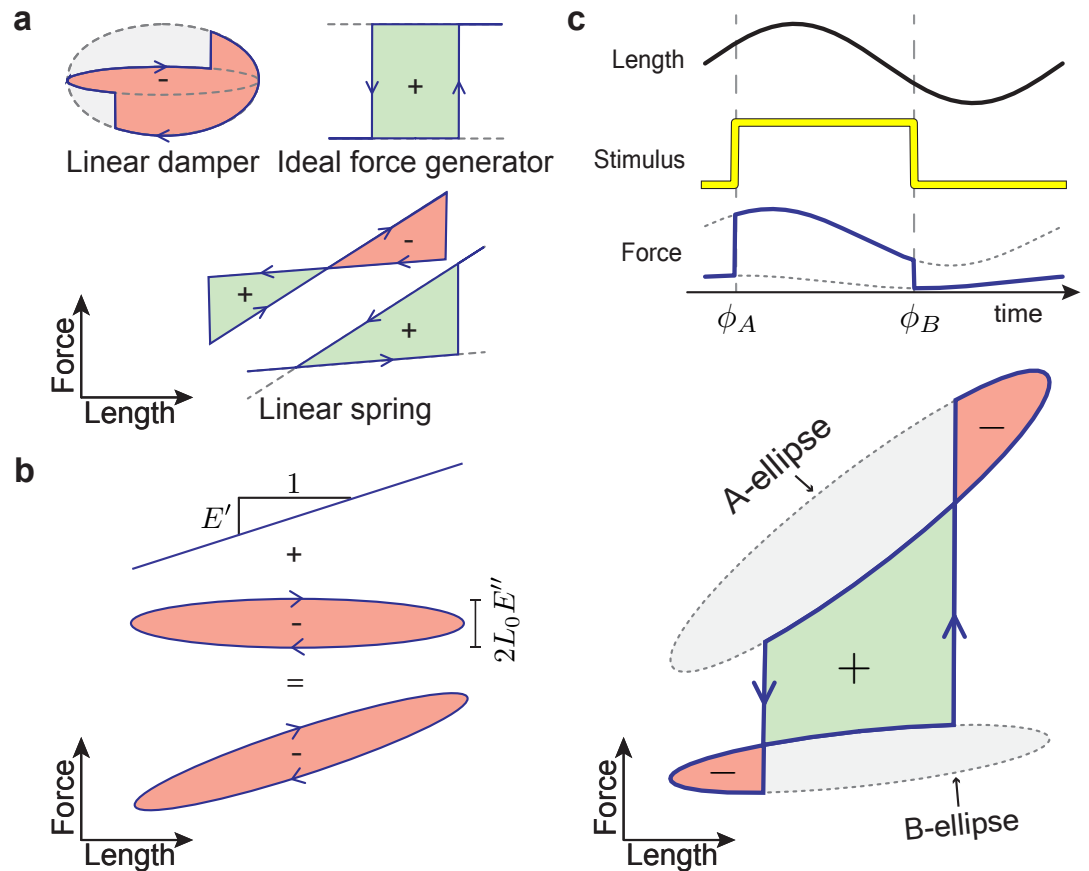 a
-
+
Linear damper
Ideal force generator
-
+
+
Force
Length
Linear spring
b
1
E′
+
-
2L₀E″
=
-
Force
Length
c
Length
Stimulus
Force
ϕ_A
ϕ_B
time
A-ellipse
−
+
−
Force
Length
B-ellipse